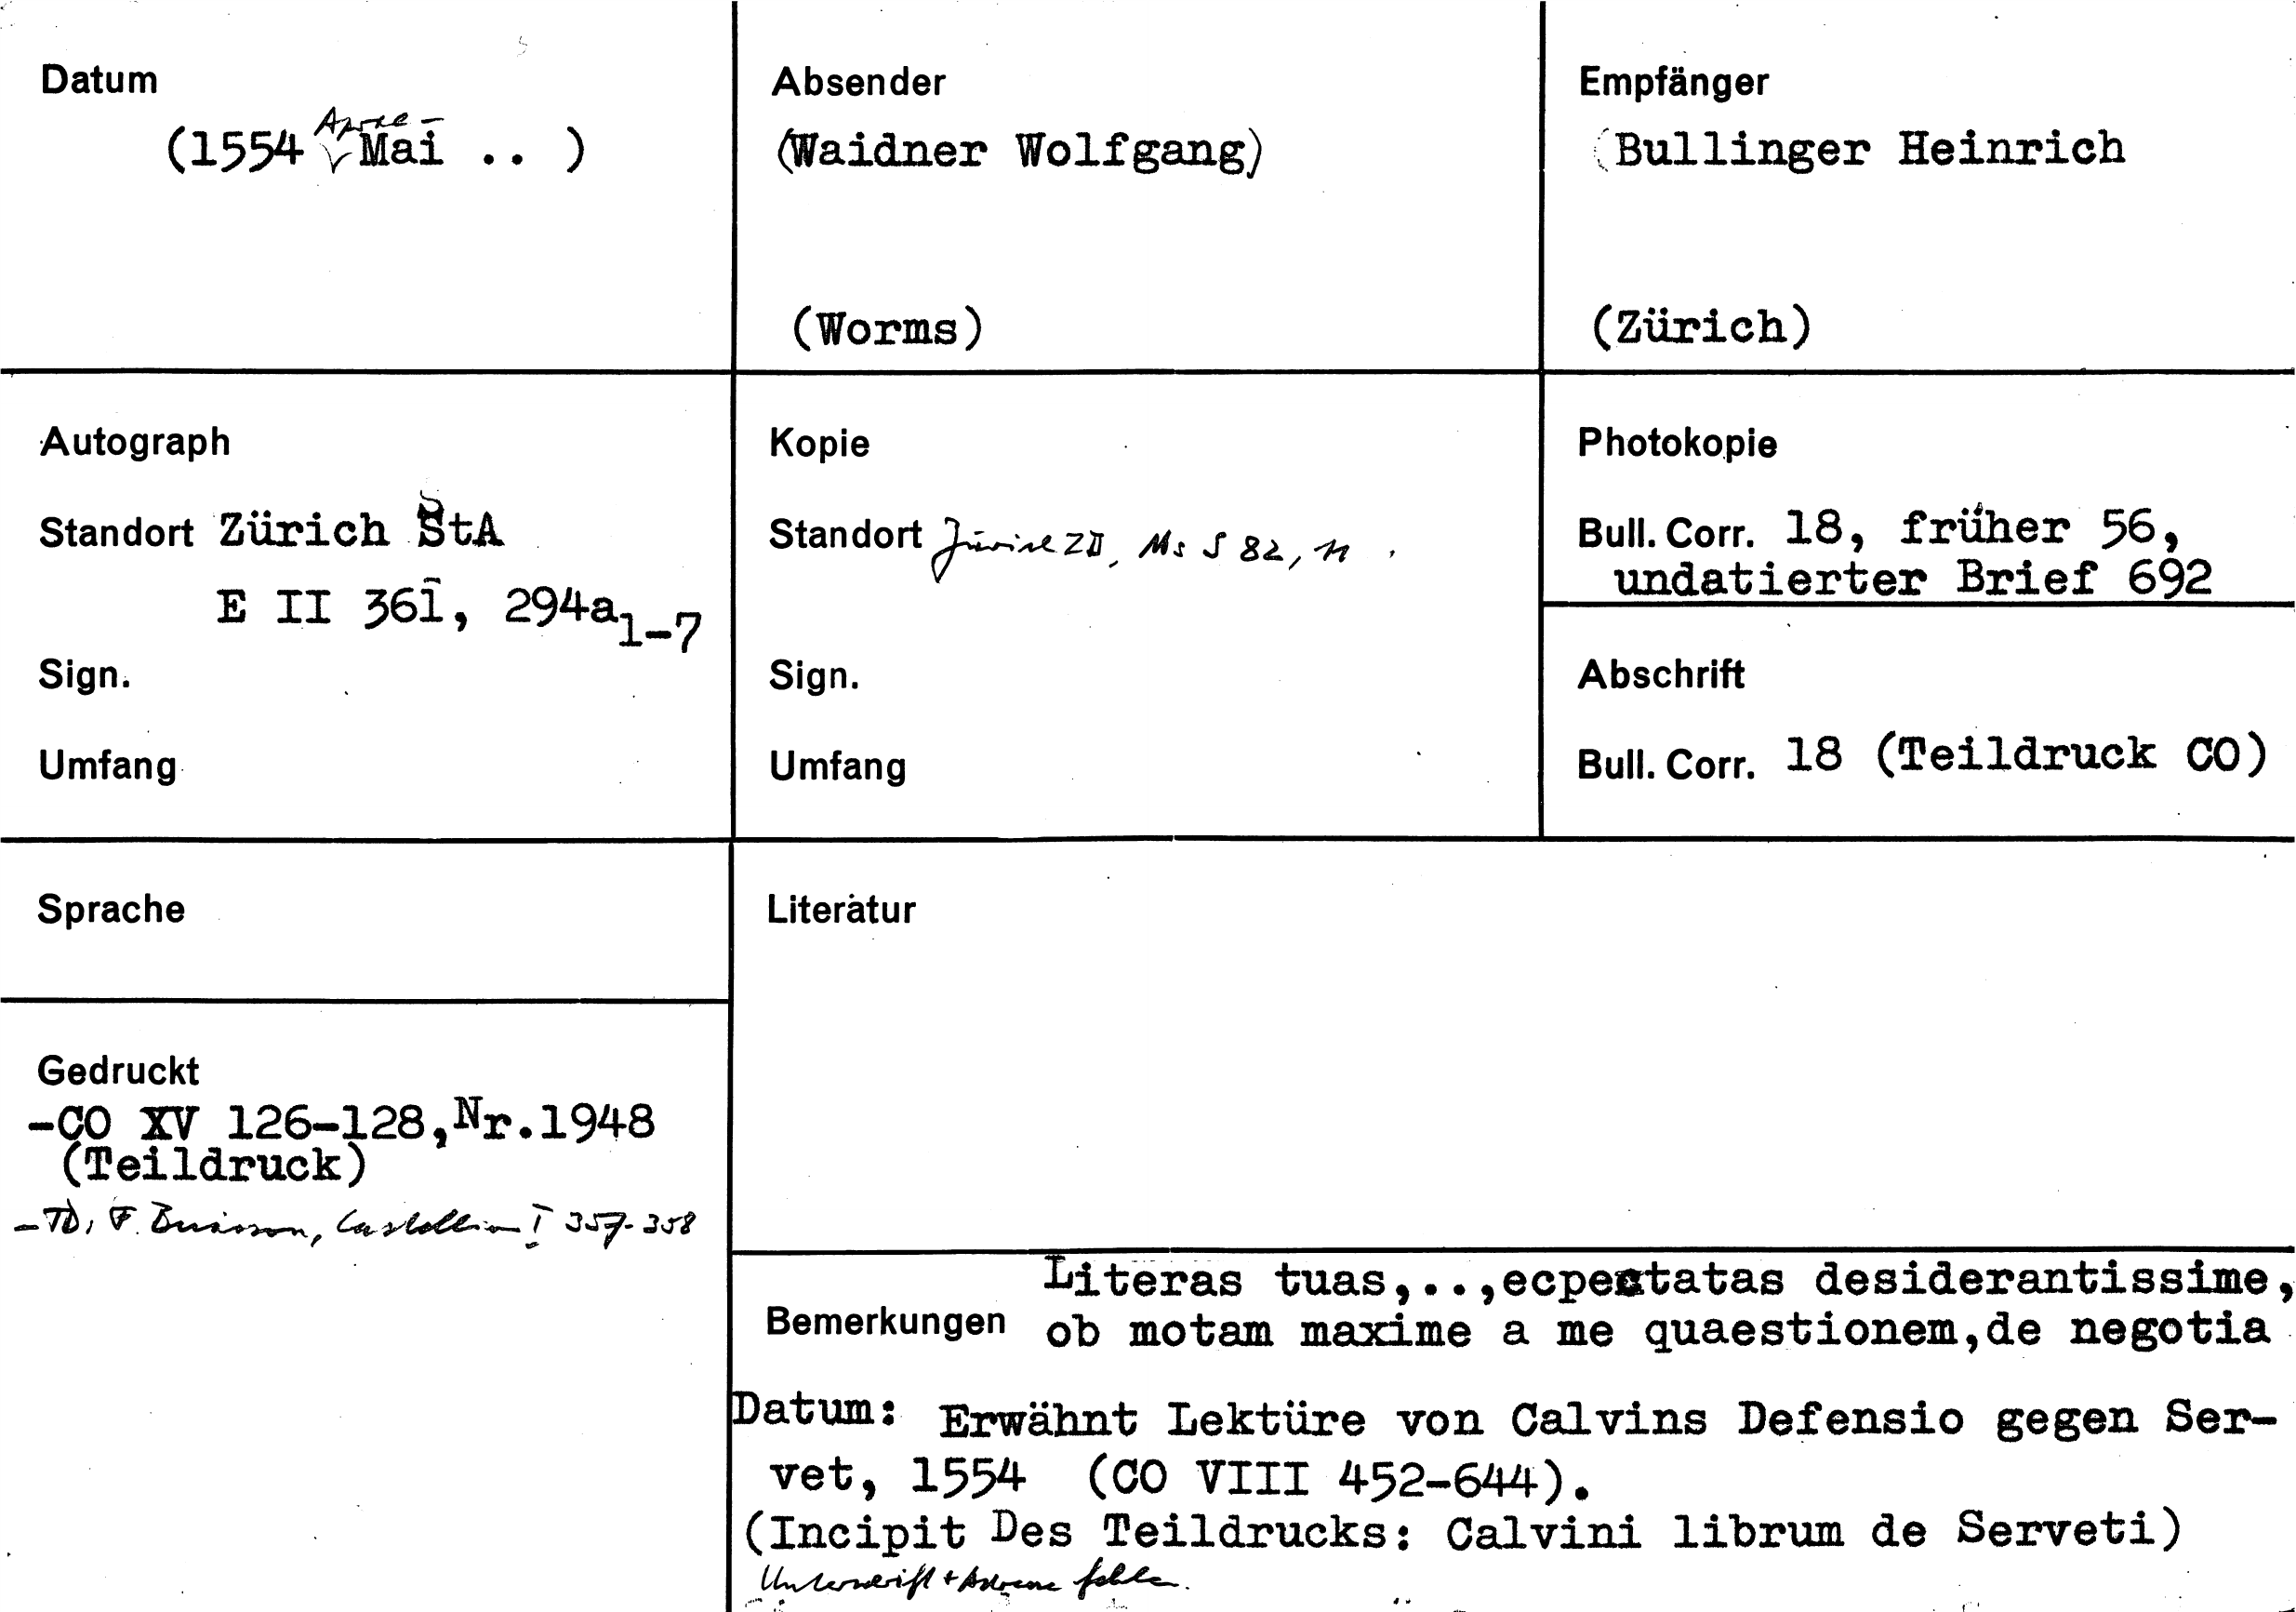 Datum
April -
(1554 Mai .. )
Absender
(Waidner Wolfgang)
(Worms)
Empfänger
(Bullinger Heinrich
(Zürich)
Autograph
Standort Zürich StA
E II 361, 294a1-7
Sign.
Umfang
Kopie
Standort Zürich ZB, Ms S 82, 11.
Sign.
Umfang
Photokopie
Bull. Corr. 18, früher 56,
undatierter Brief 692
Abschrift
Bull. Corr. 18 (Teildruck CO)
Sprache
Literatur
Gedruckt
-CO XV 126-128,Nr.1948
(Teildruck)
- TD, F. Buisson, Castellion I 357-358
Literas tuas,..,ecpectatas desiderantissime,
Bemerkungen ob motam maxime a me quaestionem,de negotia
Datum: Erwähnt Lektüre von Calvins Defensio gegen Ser-
vet, 1554 (CO VIII 452-644).
(Incipit Des Teildrucks: Calvini librum de Serveti)
Unterschrift + Adresse fehlen.